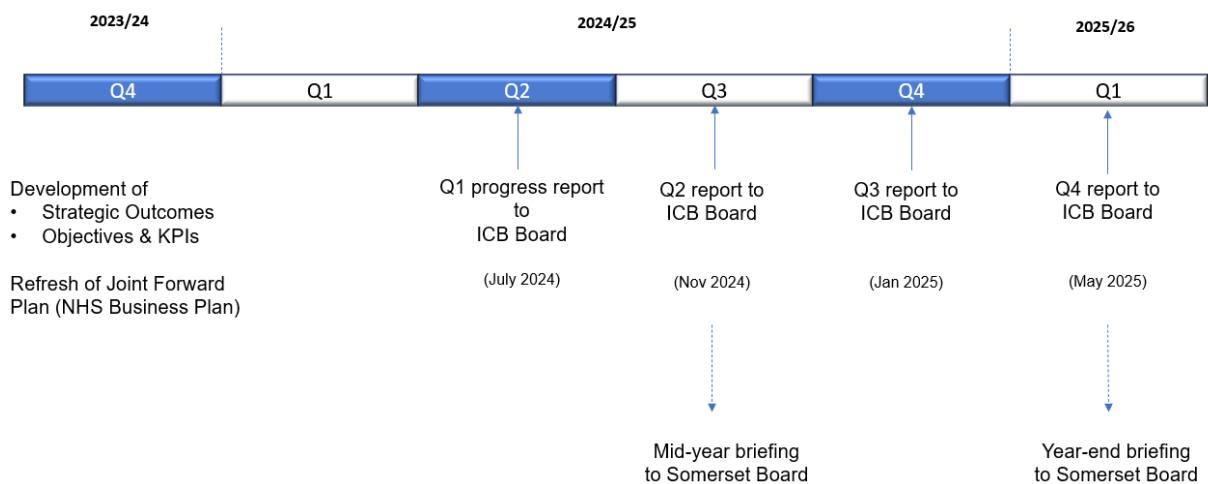 2023/24
2024/25
2025/26
Q4
Q1
Q2
Q3
Q4
Q1
Development of
• Strategic Outcomes
• Objectives & KPIs
Refresh of Joint Forward
Plan (NHS Business Plan)
Q1 progress report
to
ICB Board
(July 2024)
Q2 report to
ICB Board
(Nov 2024)
Q3 report to
ICB Board
(Jan 2025)
Q4 report to
ICB Board
(May 2025)
Mid-year briefing
to Somerset Board
Year-end briefing
to Somerset Board